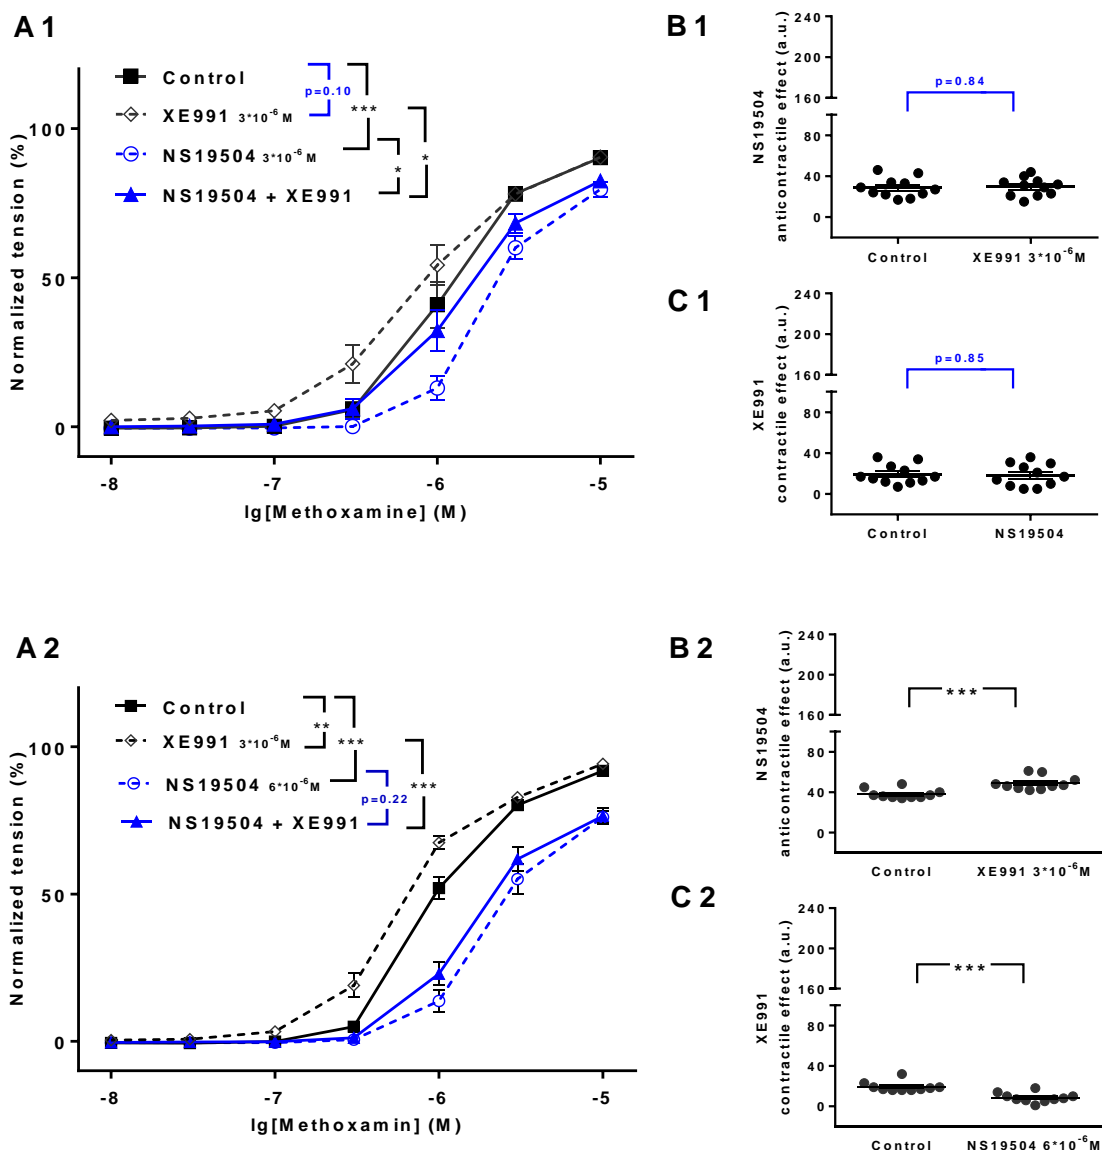 A1
Control
XE991 3*10-6M
NS19504 3*10-6M
NS19504 + XE991
p=0.10
***
*
*
Normalized tension (%)
100
50
0
-8
-7
-6
-5
lg[Methoxamine] (M)
B1
NS19504
anticontractile effect (a.u.)
240
200
160
80
40
0
p=0.84
Control
XE991 3*10-6M
C1
XE991
contractile effect (a.u.)
240
200
160
80
40
0
p=0.85
Control
NS19504
A2
Control
XE991 3*10-6M
NS19504 6*10-6M
NS19504 + XE991
**
***
p=0.22
***
Normalized tension (%)
100
50
0
-8
-7
-6
-5
lg[Methoxamin] (M)
B2
NS19504
anticontractile effect (a.u.)
240
200
160
80
40
0
***
Control
XE991 3*10-6M
C2
XE991
contractile effect (a.u.)
240
200
160
80
40
0
***
Control
NS19504 6*10-6M